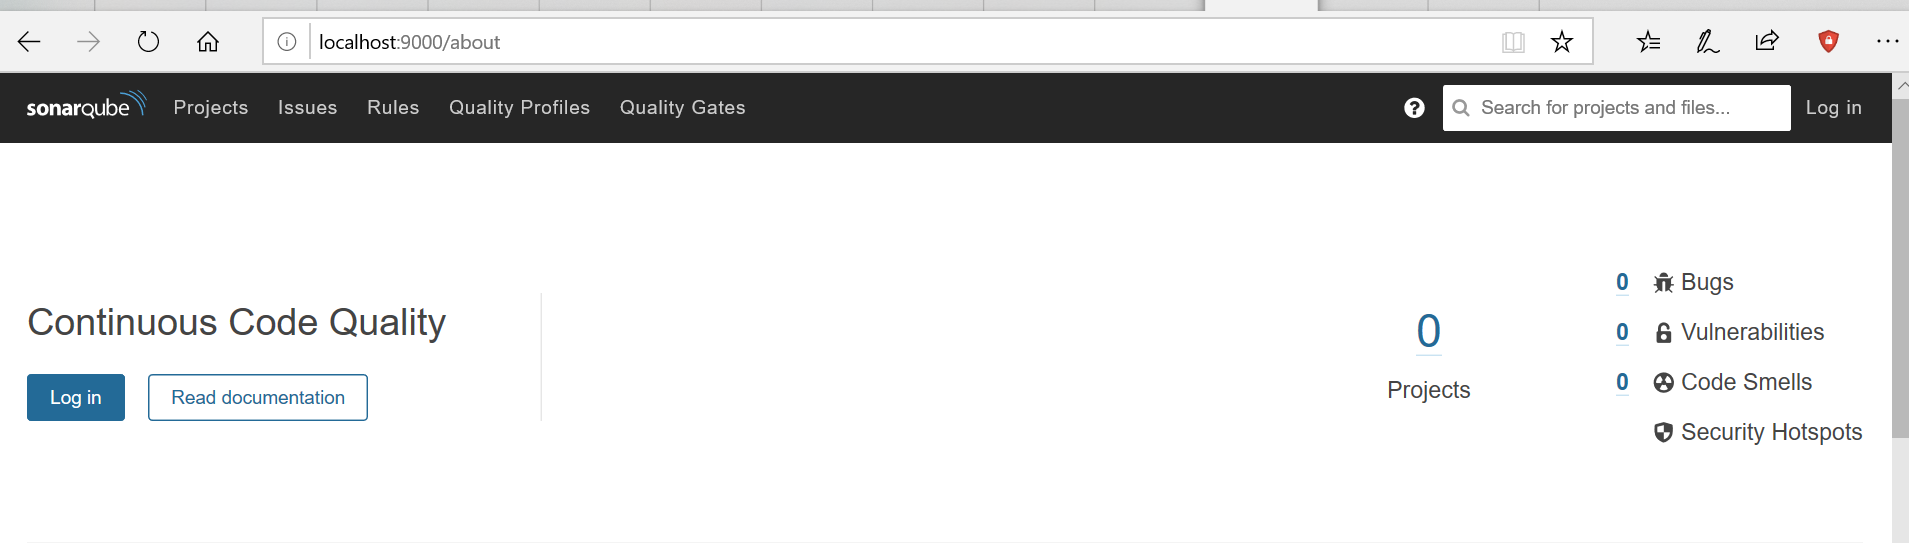 localhost:9000/about
sonarqube Projects Issues Rules Quality Profiles Quality Gates ? Search for projects and files... Log in
0 Bugs
Continuous Code Quality
0
0 Vulnerabilities
Log in Read documentation
Projects
0 Code Smells
Security Hotspots